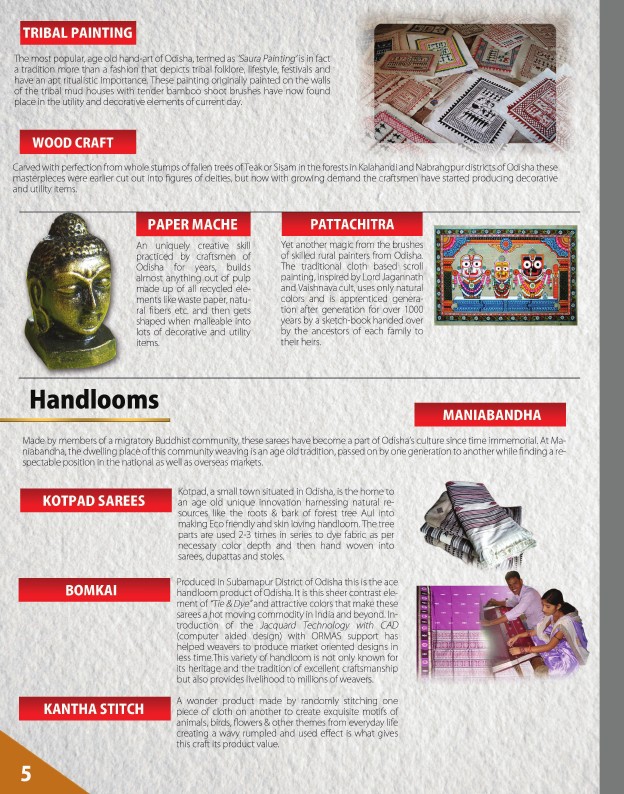 TRIBAL PAINTING
The most popular, age old hand-art of Odisha, termed as 'Saura Painting' is in fact
a tradition more than a fashion that depicts tribal folklore, lifestyle, festivals and
have an apt ritualistic importance. These painting originally painted on the walls
of the tribal mud houses with tender bamboo shoot brushes have now found
place in the utility and decorative elements of current day.
WOOD CRAFT
Carved with perfection from whole stumps of fallen trees of Teak or Sisam in the forests in Kalahandi and Nabrangpur districts of Odisha these
masterpieces were earlier cut out into figures of deities, but now with growing demand the craftsmen have started producing decorative
and utility items.
PAPER MACHE
An uniquely creative skill
practiced by craftsmen of
Odisha for years, builds
almost anything out of pulp
made up of all recycled ele-
ments like waste paper, natu-
ral fibers etc. and then gets
shaped when malleable into
lots of decorative and utility
items.
PATTACHITRA
Yet another magic from the brushes
of skilled rural painters from Odisha.
The traditional cloth based scroll
painting, inspired by Lord Jagannath
and Vaishnava cult, uses only natural
colors and is apprenticed genera-
tion after generation for over 1000
years by a sketch-book handed over
by the ancestors of each family to
their heirs.
Handlooms
MANIABANDHA
Made by members of a migratory Buddhist community, these sarees have become a part of Odisha's culture since time immemorial. At Ma-
niabandha, the dwelling place of this community weaving is an age old tradition, passed on by one generation to another while finding a re-
spectable position in the national as well as overseas markets.
KOTPAD SAREES
Kotpad, a small town situated in Odisha, is the home to
an age old unique innovation harnessing natural re-
sources, like the roots & bark of forest tree Aul into
making Eco friendly and skin loving handloom. The tree
parts are used 2-3 times in series to dye fabric as per
necessary color depth and then hand woven into
sarees, dupattas and stoles.
BOMKAI
Produced in Subarnapur District of Odisha this is the ace
handloom product of Odisha. It is this sheer contrast ele-
ment of "Tie & Dye" and attractive colors that make these
sarees a hot moving commodity in India and beyond. In-
troduction of the Jacquard Technology with CAD
(computer aided design) with ORMAS support has
helped weavers to produce market oriented designs in
less time. This variety of handloom is not only known for
its heritage and the tradition of excellent craftsmanship
but also provides livelihood to millions of weavers.
KANTHA STITCH
A wonder product made by randomly stitching one
piece of cloth on another to create exquisite motifs of
animals, birds, flowers & other themes from everyday life
creating a wavy rumpled and used effect is what gives
this craft its product value.
5